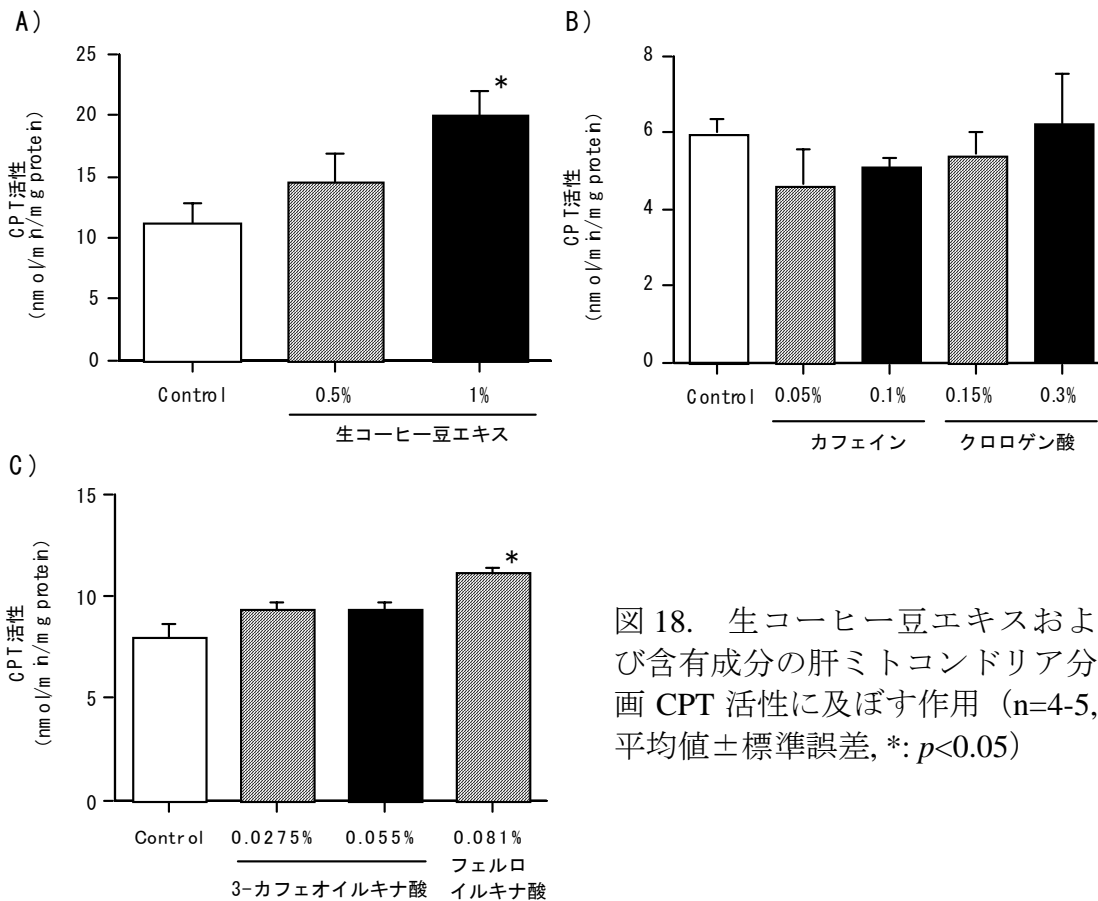 A)
CPT活性
(nmol/min/mg protein)
25
20
15
10
5
0
*
Control
0.5%
1%
生コーヒー豆エキス
B)
CPT活性
(nmol/min/mg protein)
8
6
4
2
0
Control
0.05%
0.1%
0.15%
0.3%
カフェイン
クロロゲン酸
C)
CPT活性
(nmol/min/mg protein)
15
10
5
0
*
Control
0.0275%
0.055%
0.081%
3-カフェオイルキナ酸
フェルロ
イルキナ酸
図 18. 生コーヒー豆エキスおよ
び含有成分の肝ミトコンドリア分
画 CPT 活性に及ぼす作用（n=4-5,
平均値±標準誤差, *: p<0.05）